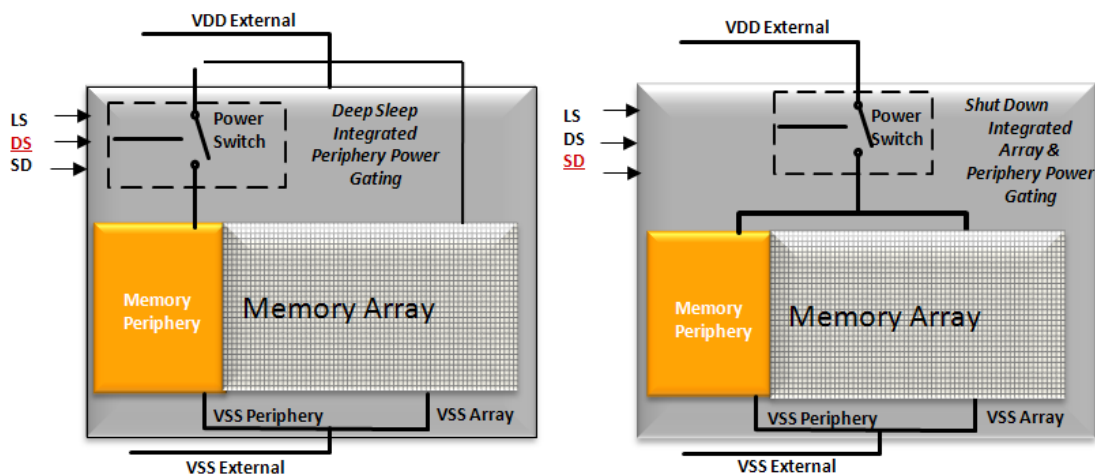 VDD External
LS
DS
SD
Power
Switch
Deep Sleep
Integrated
Periphery Power
Gating
Memory
Periphery
Memory Array
VSS Periphery
VSS Array
VSS External
VDD External
LS
DS
SD
Power
Switch
Shut Down
Integrated
Array &
Periphery Power
Gating
Memory
Periphery
Memory Array
VSS Periphery
VSS Array
VSS External